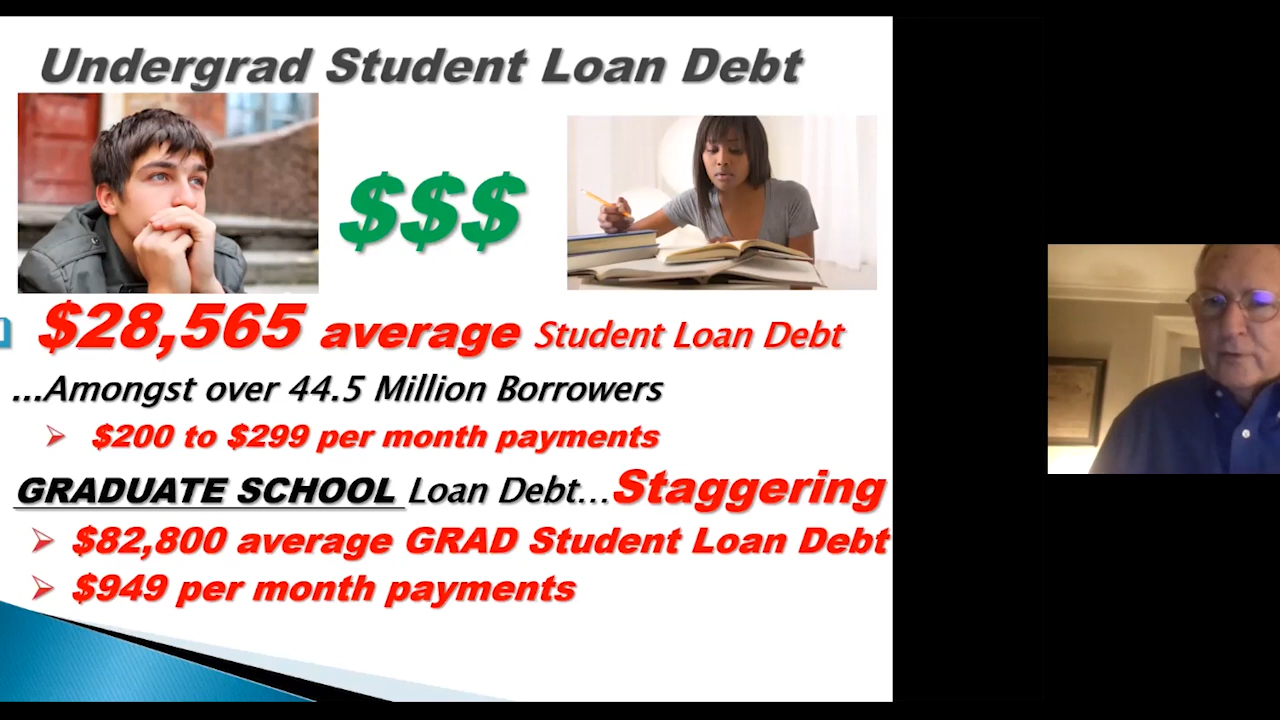 Undergrad Student Loan Debt
$$$
$28,565 average Student Loan Debt
...Amongst over 44.5 Million Borrowers
$200 to $299 per month payments
GRADUATE SCHOOL Loan Debt...Staggering
$82,800 average GRAD Student Loan Debt
$949 per month payments